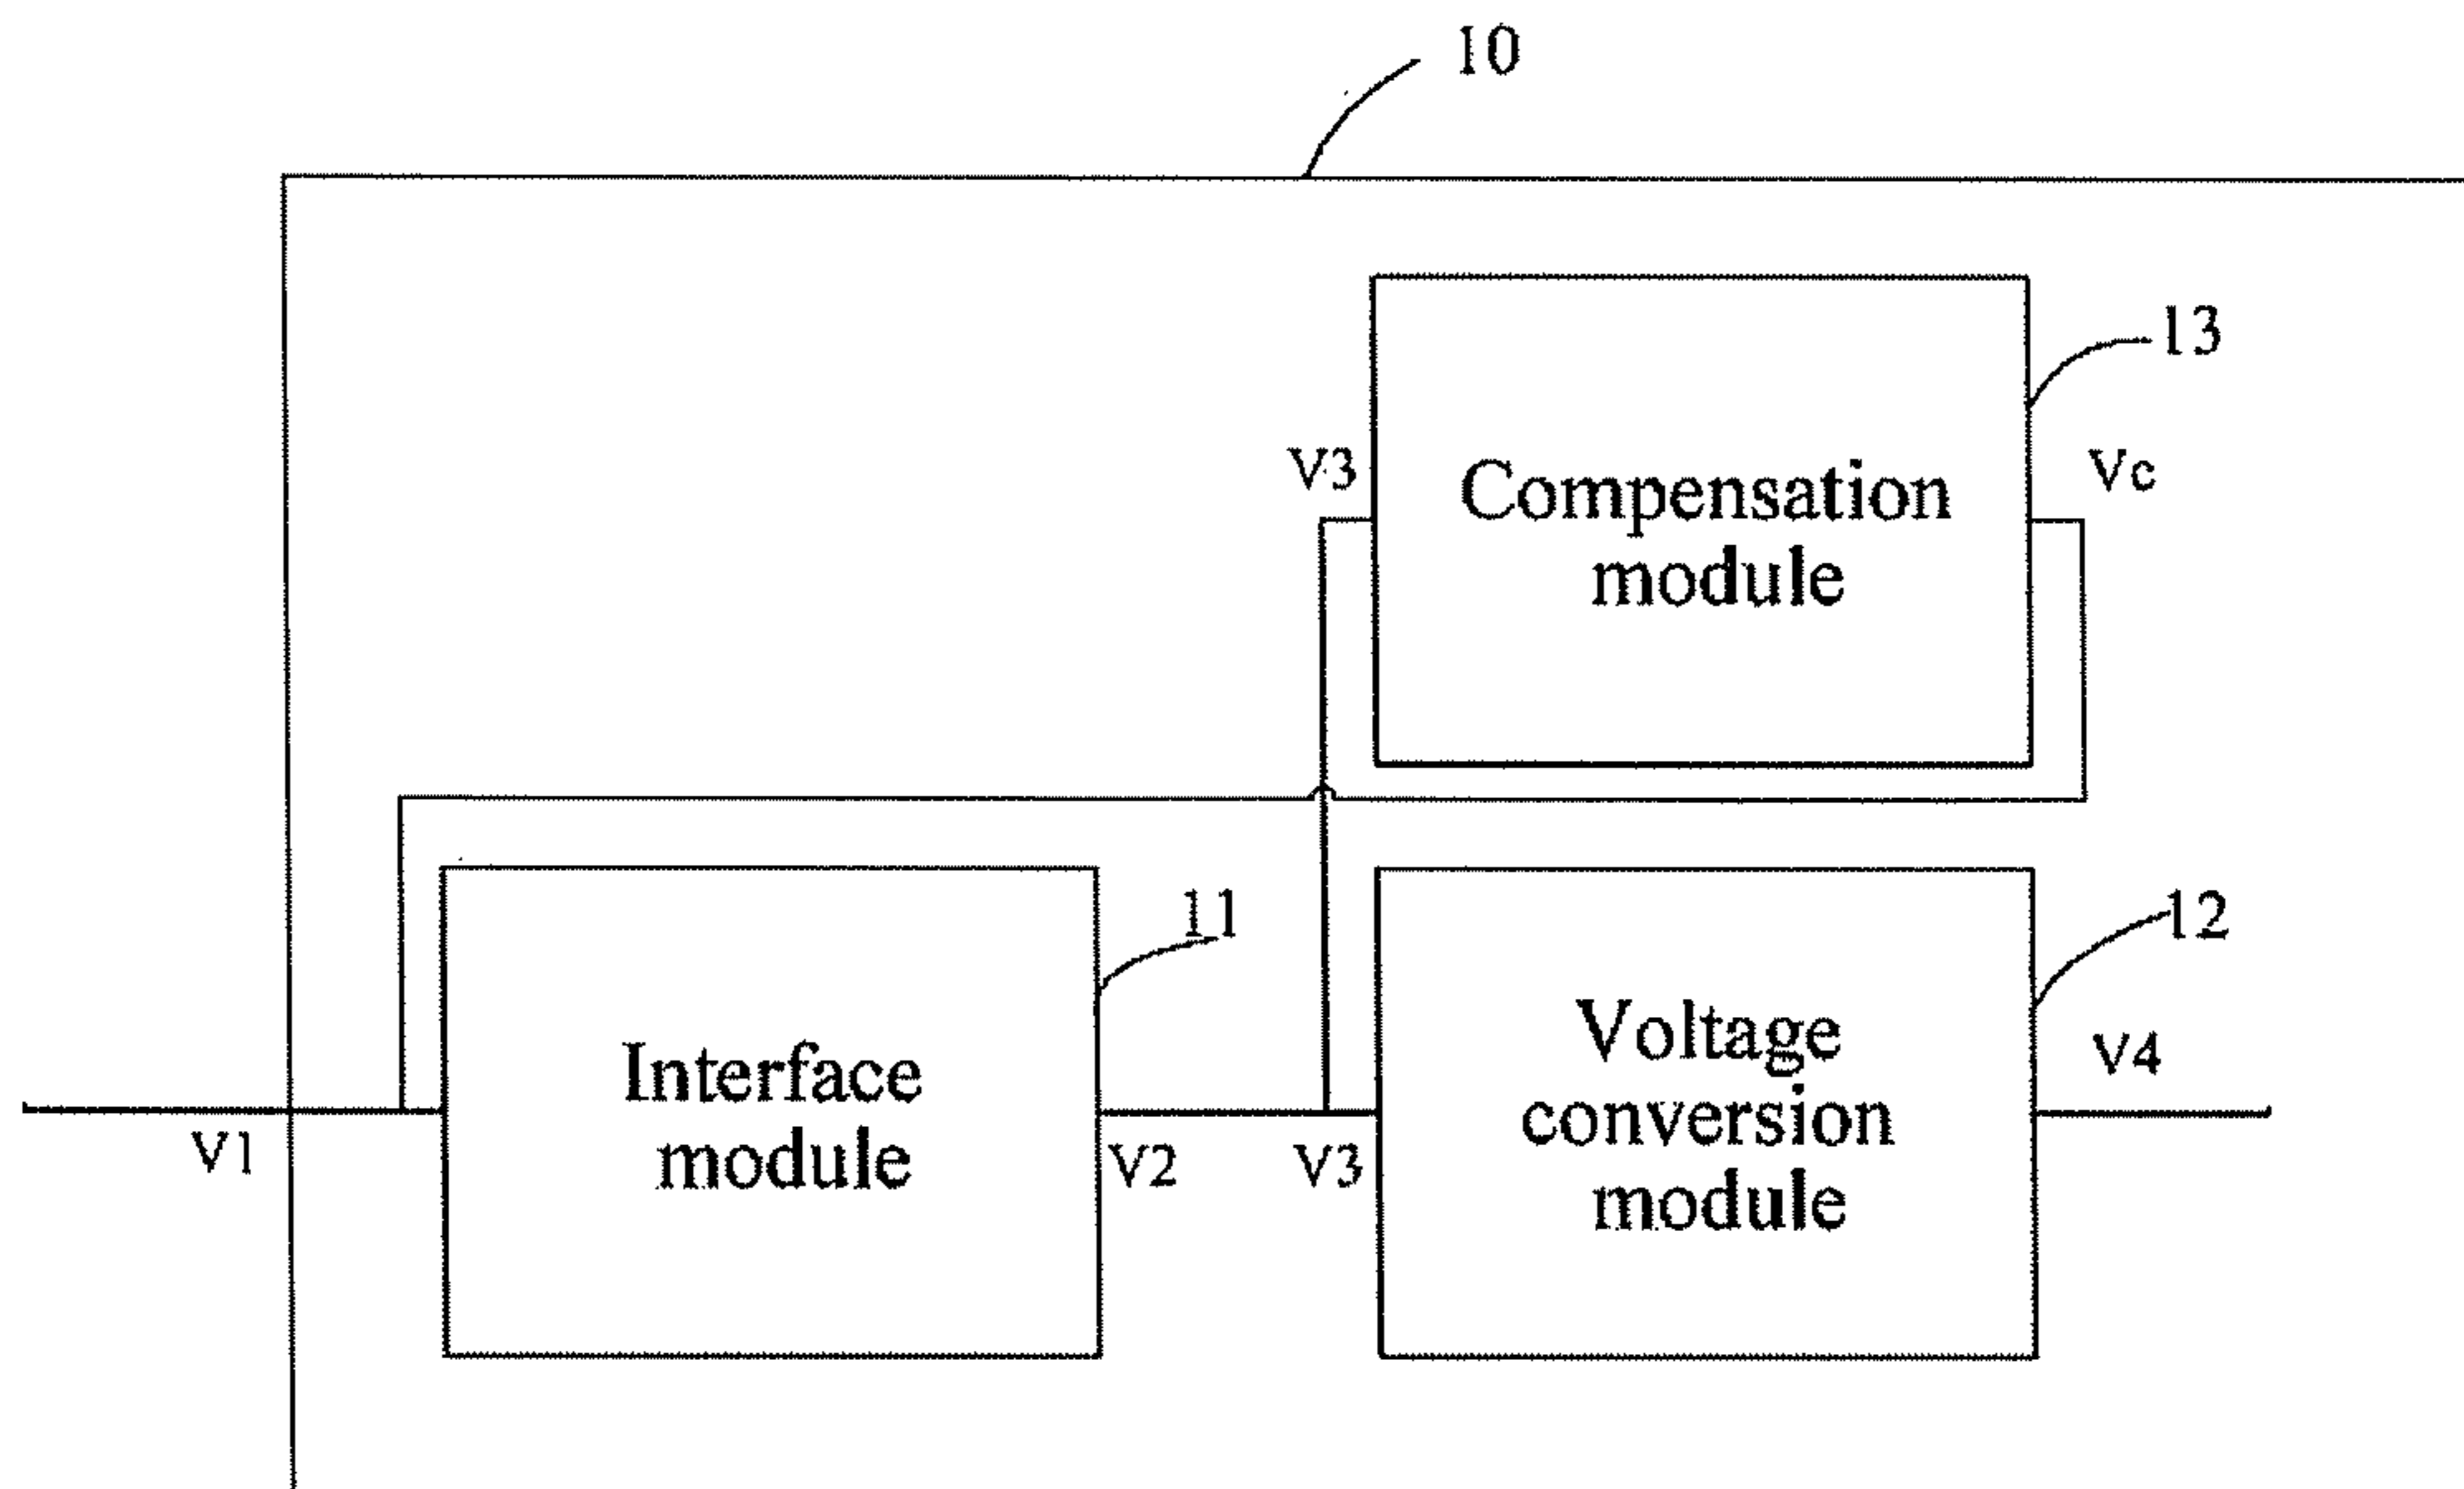 10
13
V3
Vc
Compensation
module
11
12
Interface
module
Voltage
conversion
module
V1
V2
V3
V4